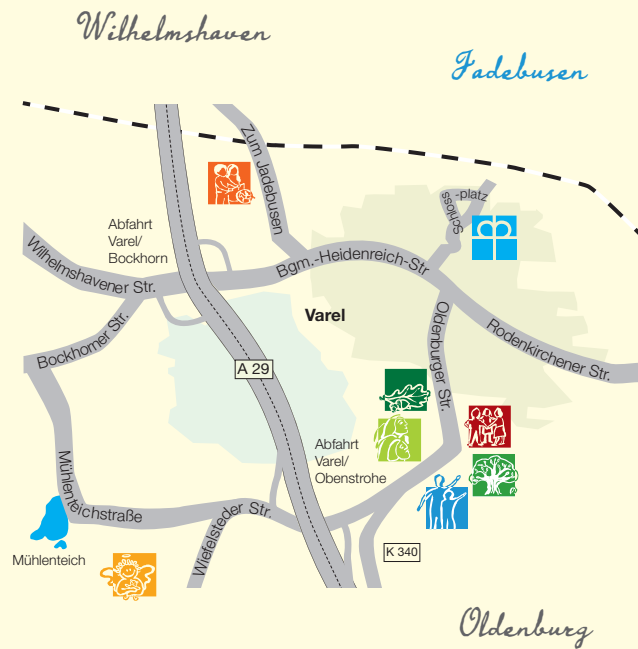 Wilhelmshaven
Jadebusen
Zum Jadebusen
Schloss
-platz
Abfahrt
Varel/
Bockhorn
Wilhelmshavener Str.
Bgm.-Heidenreich-Str
Varel
Oldenburger Str.
Rodenkirchener Str.
Bockhorner Str.
A 29
Abfahrt
Varel/
Obenstrohe
Mühlenteichstraße
Wiefelsteder Str.
K 340
Mühlenteich
Oldenburg